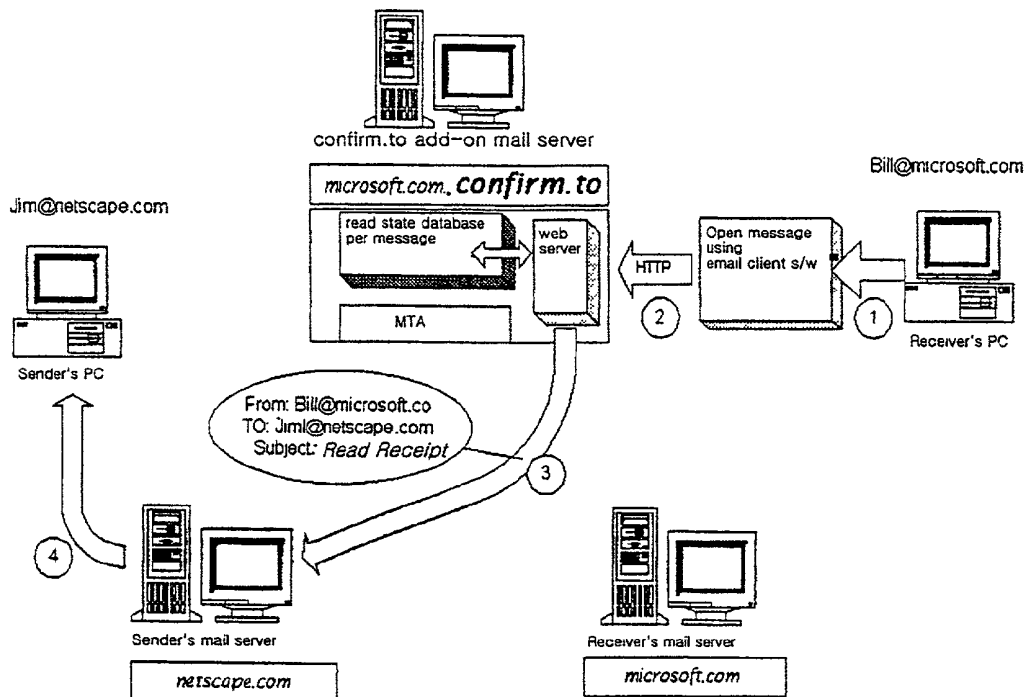 confirm.to add-on mail server
microsoft.com. confirm.to
Bill@microsoft.com
Jim@netscape.com
read state database
per message
web
server
Open message
using
email client s/w
HTTP
MTA
2
1
Receiver's PC
Sender's PC
From: Bill@microsoft.co
TO: Jiml@netscape.com
Subject: Read Receipt
3
4
Sender's mail server
Receiver's mail server
netscape.com
microsoft.com